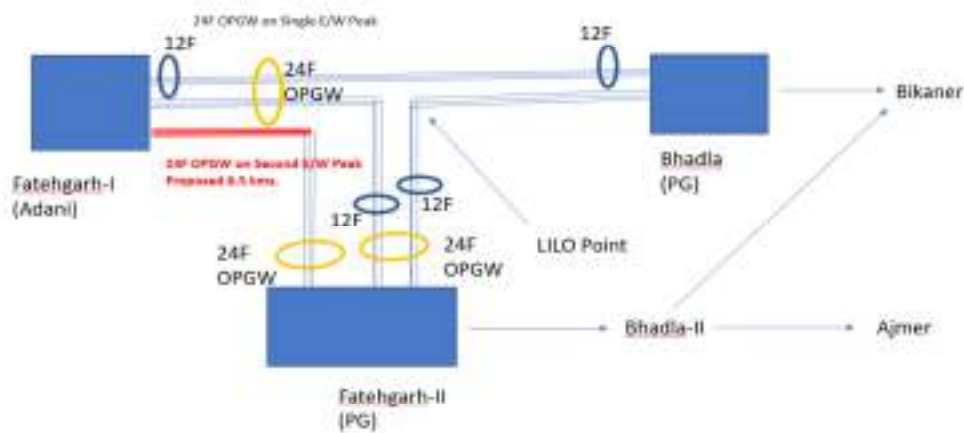 24F OPGW on Single E/W Peak
12F
12F
24F
OPGW
Bikaner
24F OPGW on Second E/W Peak
Proposed 6.5 kms.
Fatehgarh-I
(Adani)
Bhadla
(PG)
12F
12F
24F
OPGW
24F
OPGW
LILO Point
Bhadla-II
Ajmer
Fatehgarh-II
(PG)